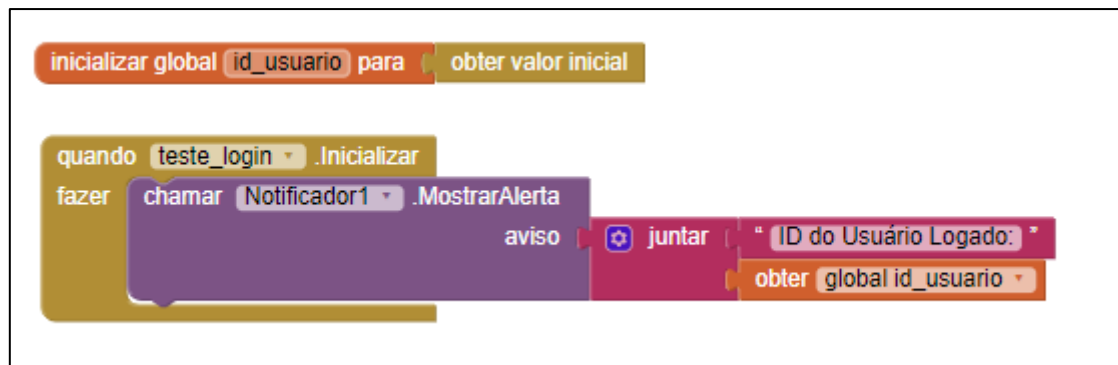 inicializar global id_usuario para obter valor inicial
quando teste_login .Inicializar
fazer chamar Notificador1 .MostrarAlerta
aviso juntar “ ID do Usuário Logado: ”
obter global id_usuario